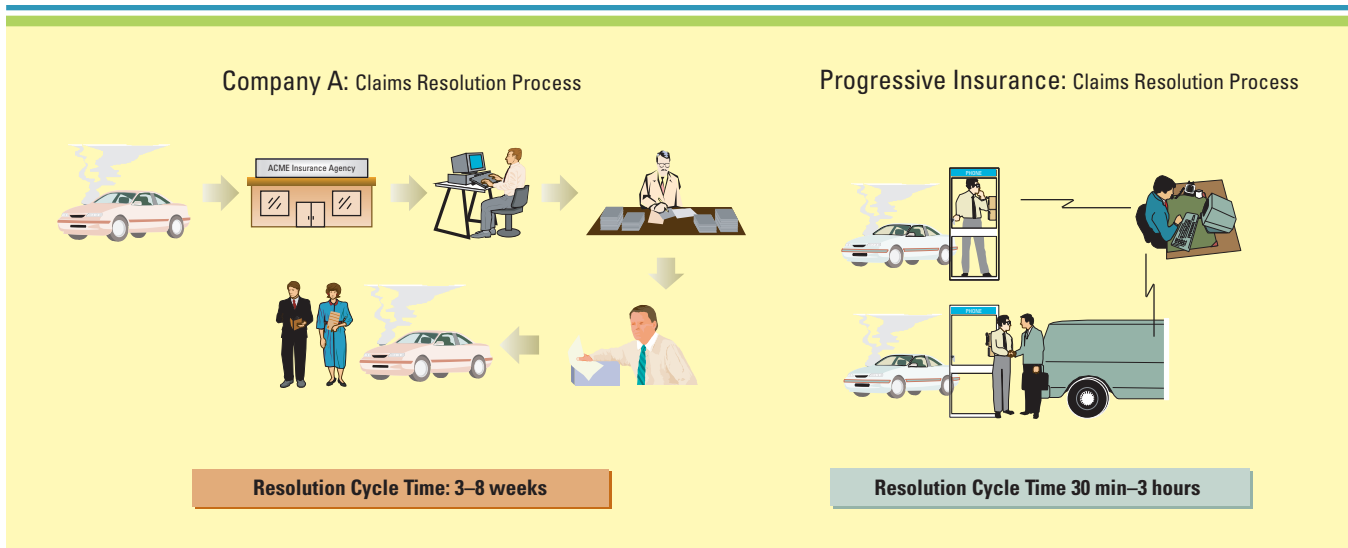 Company A: Claims Resolution Process
ACME Insurance Agency
Resolution Cycle Time: 3–8 weeks
Progressive Insurance: Claims Resolution Process
PHONE
PHONE
Resolution Cycle Time 30 min–3 hours